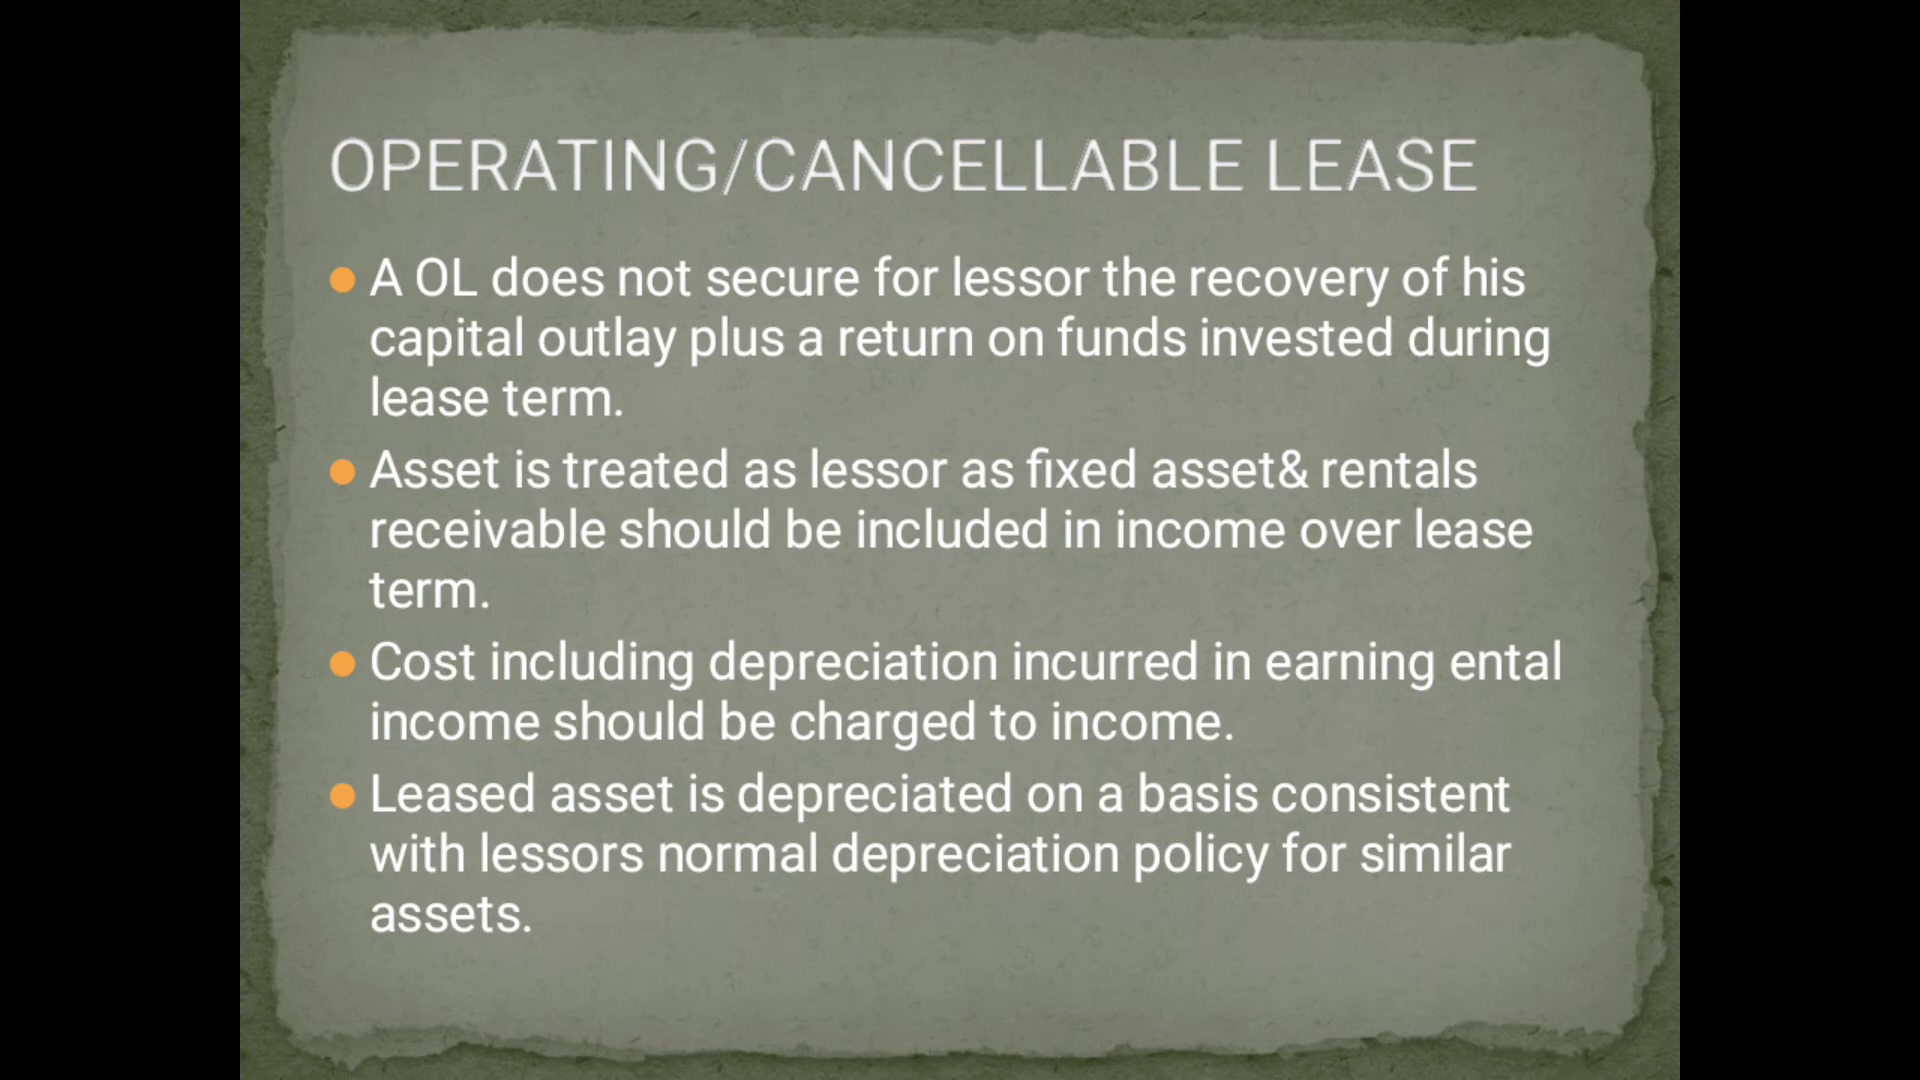 OPERATING/CANCELLABLE LEASE
A OL does not secure for lessor the recovery of his
capital outlay plus a return on funds invested during
lease term.
Asset is treated as lessor as fixed asset& rentals
receivable should be included in income over lease
term.
Cost including depreciation incurred in earning ental
income should be charged to income.
Leased asset is depreciated on a basis consistent
with lessors normal depreciation policy for similar
assets.